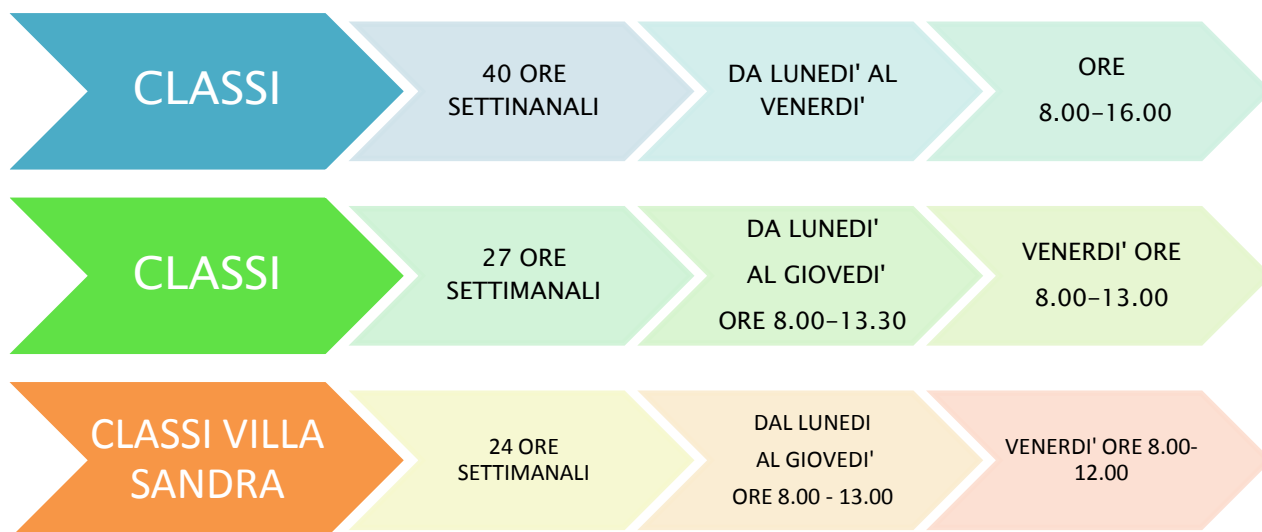 CLASSI
40 ORE
SETTINANALI
DA LUNEDI' AL
VENERDI'
ORE
8.00–16.00
CLASSI
27 ORE
SETTIMANALI
DA LUNEDI'
AL GIOVEDI'
ORE 8.00–13.30
VENERDI' ORE
8.00–13.00
CLASSI VILLA
SANDRA
24 ORE
SETTIMANALI
DAL LUNEDI
AL GIOVEDI'
ORE 8.00 - 13.00
VENERDI' ORE 8.00-
12.00